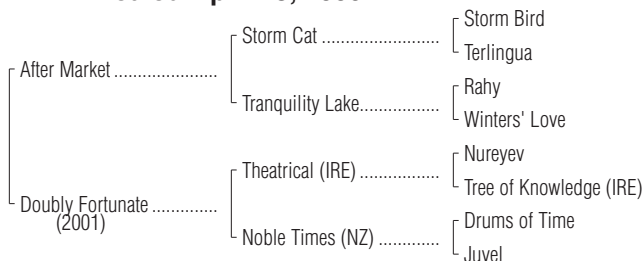 Storm Bird
Storm Cat ........................................
Terlingua
After Market .............................
Rahy
Tranquility Lake.............................
Winters' Love
Nureyev
Theatrical (IRE) .............................
Tree of Knowledge (IRE)
Doubly Fortunate ..................
(2001)
Drums of Time
Noble Times (NZ) ......................
Juvel